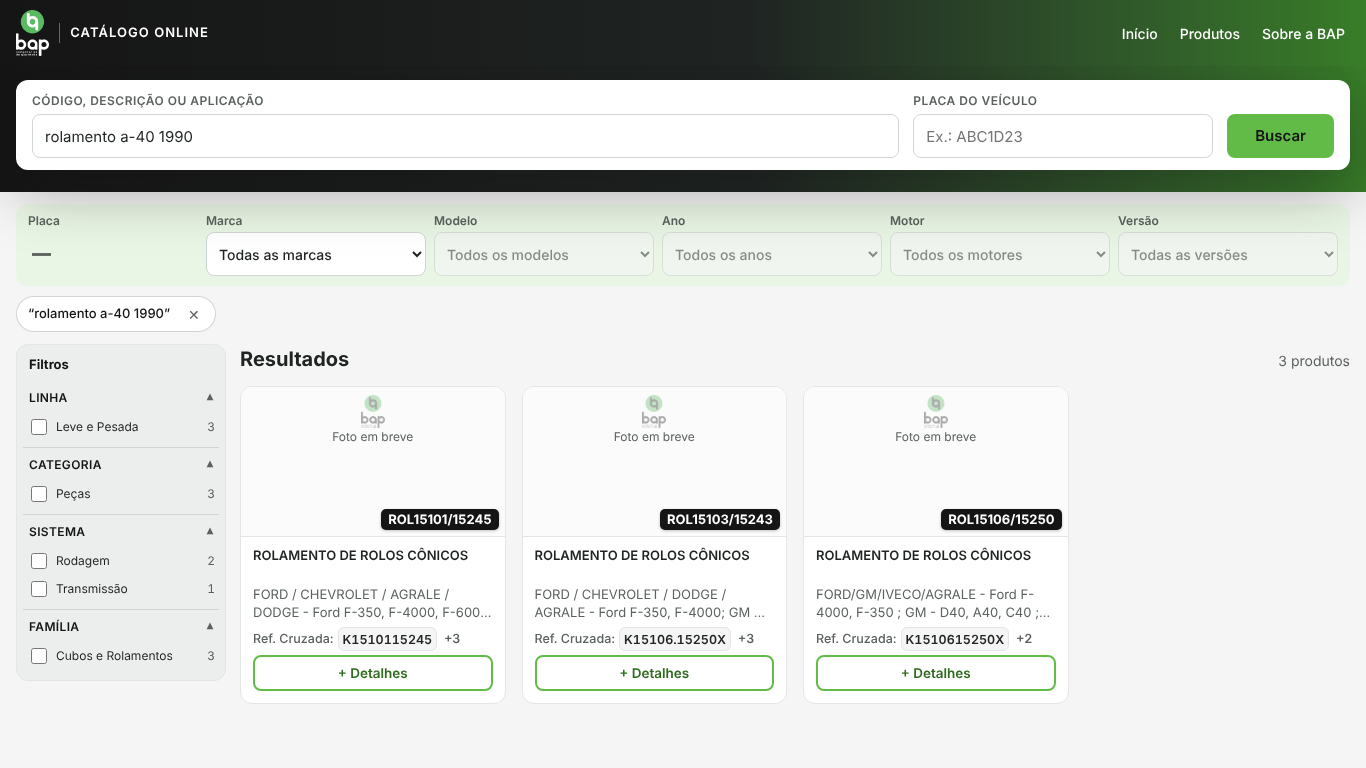 bap
CATÁLOGO ONLINE
Início
Produtos
Sobre a BAP
CÓDIGO, DESCRIÇÃO OU APLICAÇÃO
rolamento a-40 1990
PLACA DO VEÍCULO
Ex.: ABC1D23
Buscar
Placa
—
Marca
Todas as marcas
Modelo
Todos os modelos
Ano
Todos os anos
Motor
Todos os motores
Versão
Todas as versões
“rolamento a-40 1990” ×
Filtros
LINHA
Leve e Pesada 3
CATEGORIA
Peças 3
SISTEMA
Rodagem 2
Transmissão 1
FAMÍLIA
Cubos e Rolamentos 3
Resultados
3 produtos
bap
Foto em breve
ROL15101/15245
ROLAMENTO DE ROLOS CÔNICOS
FORD / CHEVROLET / AGRALE /
DODGE - Ford F-350, F-4000, F-600...
Ref. Cruzada: K1510115245 +3
+ Detalhes
bap
Foto em breve
ROL15103/15243
ROLAMENTO DE ROLOS CÔNICOS
FORD / CHEVROLET / DODGE /
AGRALE - Ford F-350, F-4000; GM ...
Ref. Cruzada: K15106.15250X +3
+ Detalhes
bap
Foto em breve
ROL15106/15250
ROLAMENTO DE ROLOS CÔNICOS
FORD/GM/IVECO/AGRALE - Ford F-
4000, F-350 ; GM - D40, A40, C40 ;...
Ref. Cruzada: K1510615250X +2
+ Detalhes